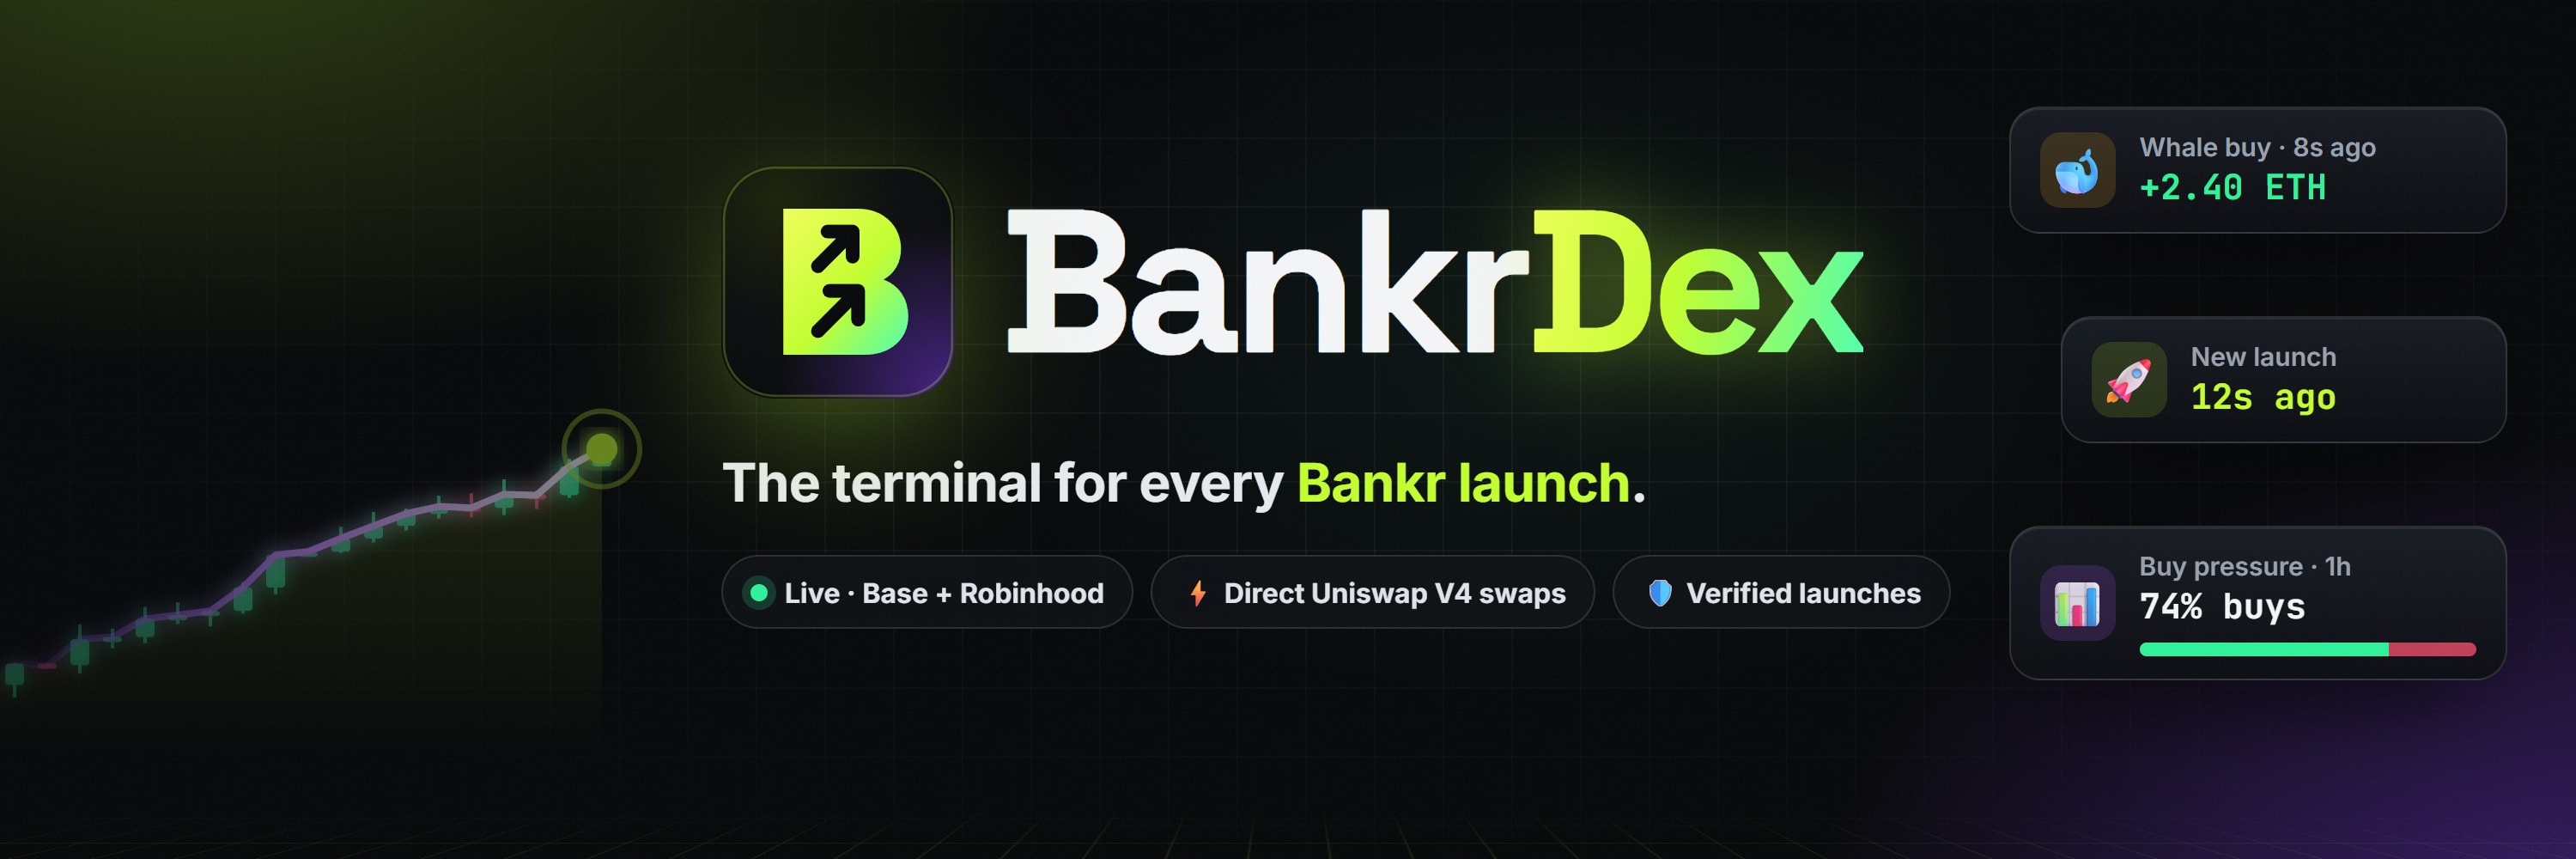 BankrDex
The terminal for every Bankr launch.
Live · Base + Robinhood
Direct Uniswap V4 swaps
Verified launches
Whale buy · 8s ago
+2.40 ETH
New launch
12s ago
Buy pressure · 1h
74% buys